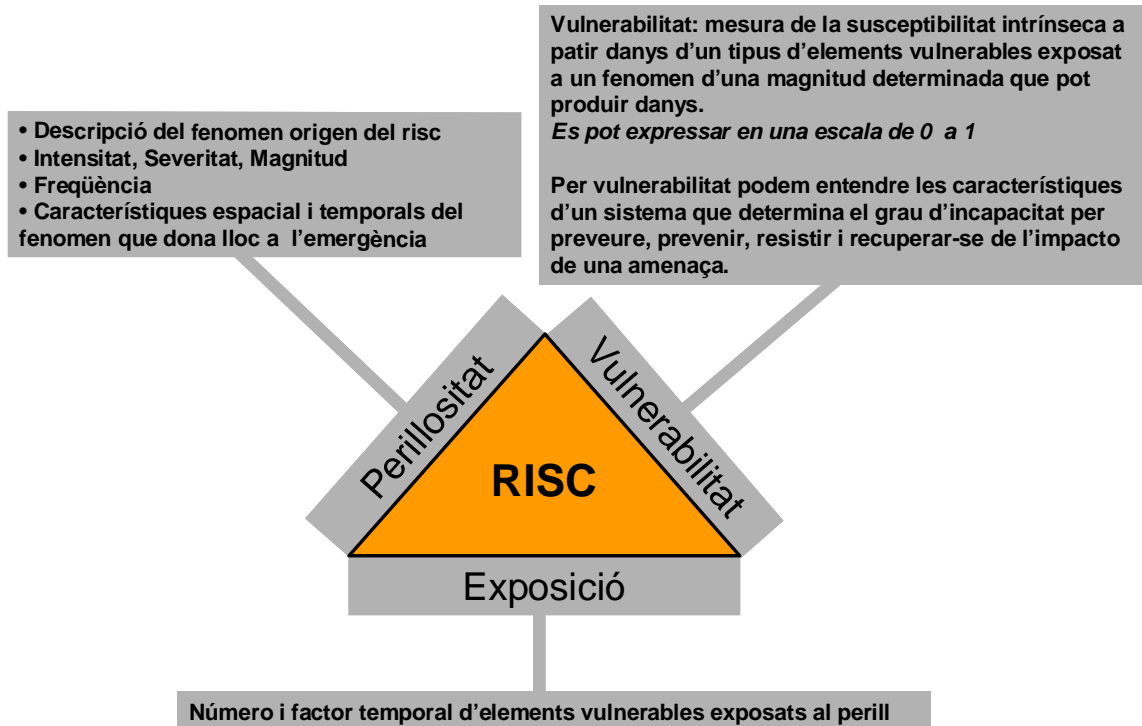 Vulnerabilitat: mesura de la susceptibilitat intrínseca a
patir danys d'un tipus d'elements vulnerables exposat
a un fenomen d'una magnitud determinada que pot
produir danys.
Es pot expressar en una escala de 0 a 1
Per vulnerabilitat podem entendre les característiques
d'un sistema que determina el grau d'incapacitat per
preveure, prevenir, resistir i recuperar-se de l'impacto
de una amenaça.
• Descripció del fenomen origen del risc
• Intensitat, Severitat, Magnitud
• Freqüència
• Característiques espacial i temporals del
fenomen que dona lloc a l'emergència
Perillositat
Vulnerabilitat
RISC
Exposició
Número i factor temporal d'elements vulnerables exposats al perill